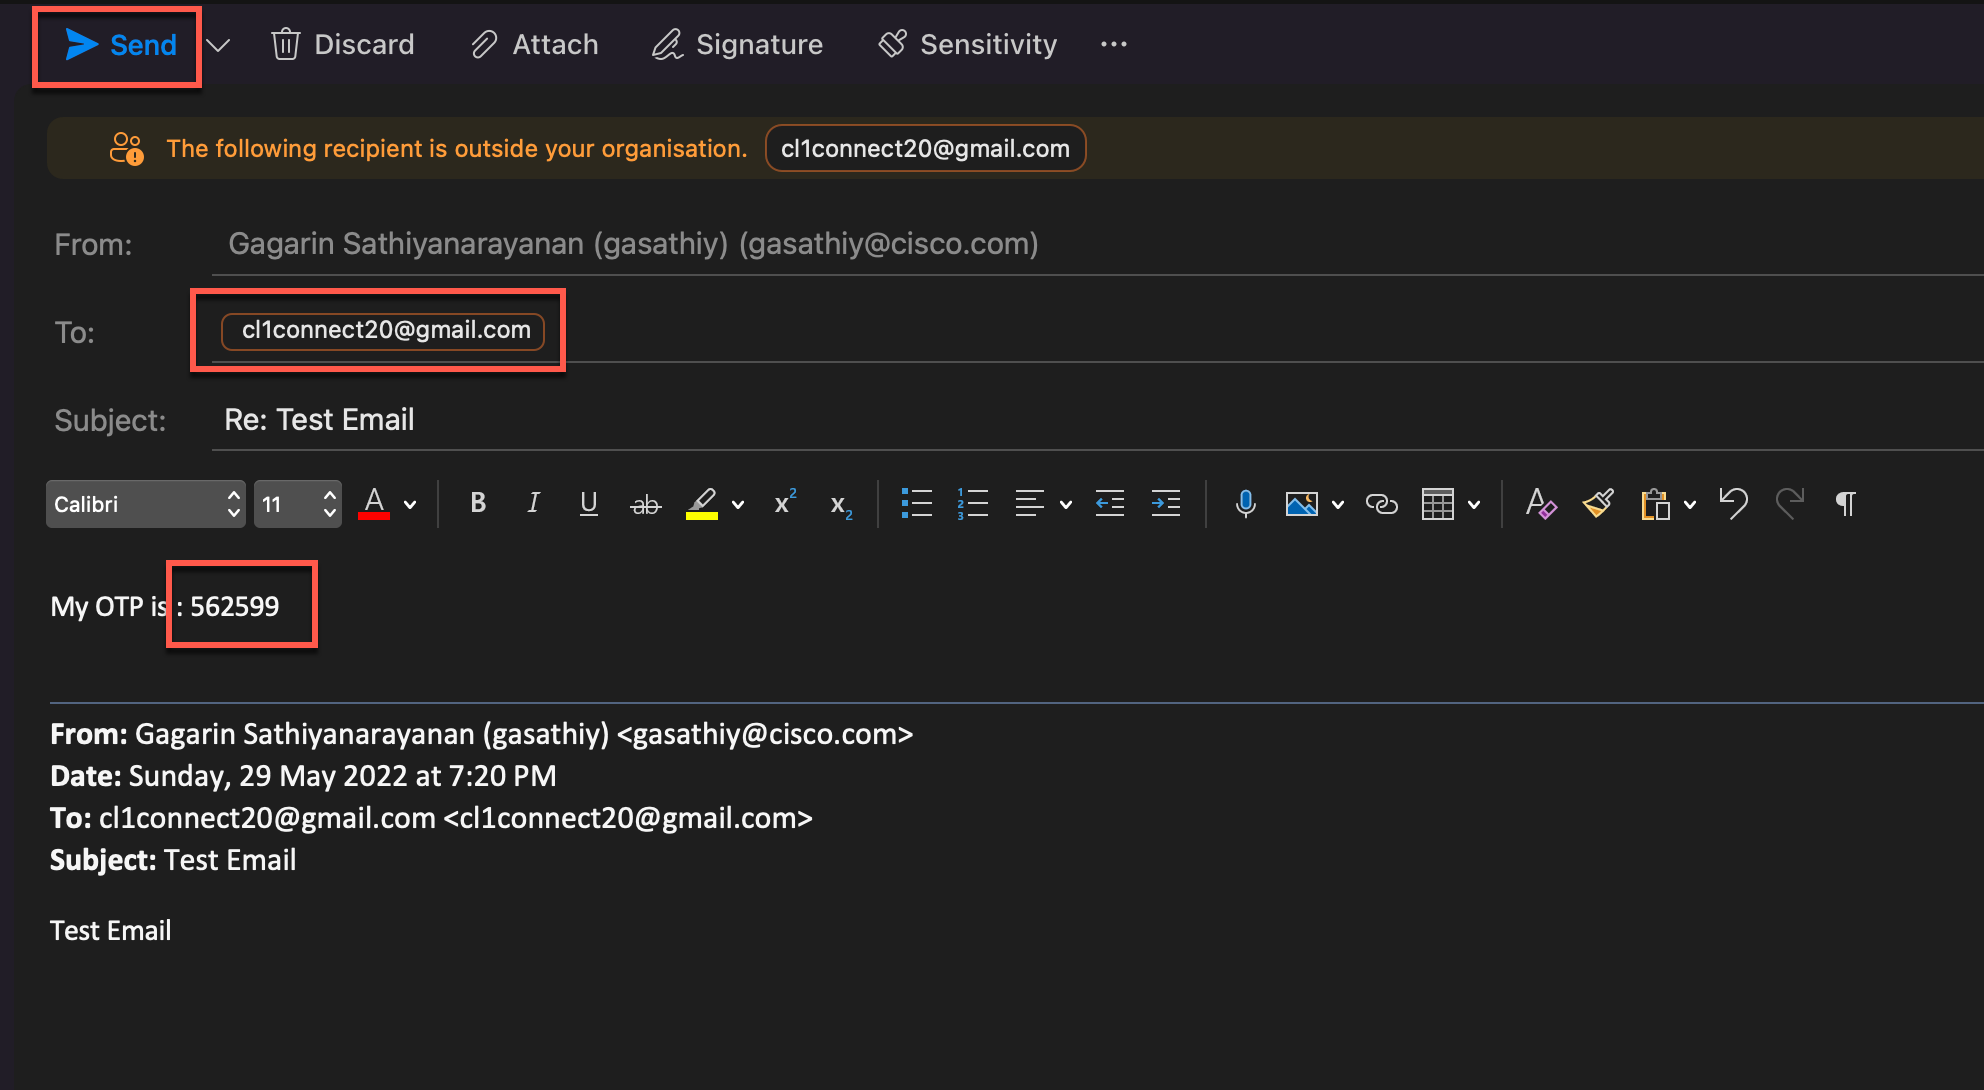 Send Discard Attach Signature Sensitivity ...
The following recipient is outside your organisation. cl1connect20@gmail.com
From: Gagarin Sathiyanarayanan (gasathiy) (gasathiy@cisco.com)
To: cl1connect20@gmail.com
Subject: Re: Test Email
Calibri 11 A B I U ab x² x₂ ¶
My OTP is : 562599
From: Gagarin Sathiyanarayanan (gasathiy) <gasathiy@cisco.com>
Date: Sunday, 29 May 2022 at 7:20 PM
To: cl1connect20@gmail.com <cl1connect20@gmail.com>
Subject: Test Email
Test Email